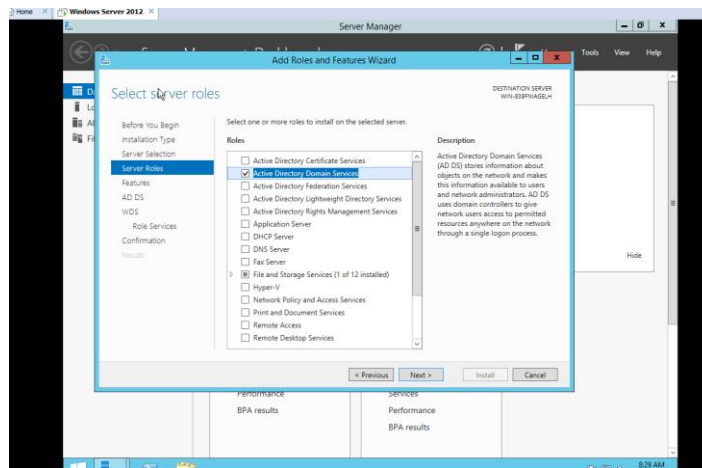 Home
Windows Server 2012
Server Manager
Tools View Help
Add Roles and Features Wizard
Select server roles
DESTINATION SERVER
Before You Begin
Installation Type
Server Selection
Server Roles
Features
AD DS
WDS
Role Services
Confirmation
Results
Select one or more roles to install on the selected server.
Roles
Active Directory Certificate Services
Active Directory Domain Services
Active Directory Federation Services
Active Directory Lightweight Directory Services
Active Directory Rights Management Services
Application Server
DHCP Server
DNS Server
Fax Server
File and Storage Services (1 of 12 installed)
Hyper-V
Network Policy and Access Services
Print and Document Services
Remote Access
Remote Desktop Services
Description
Active Directory Domain Services
(AD DS) stores information about
objects on the network and makes
this information available to users
and network administrators. AD DS
uses domain controllers to give
network users access to permitted
resources anywhere on the network
through a single logon process.
Hide
< Previous Next > Install Cancel
Performance
BPA results
Services
Performance
BPA results
8:29 AM